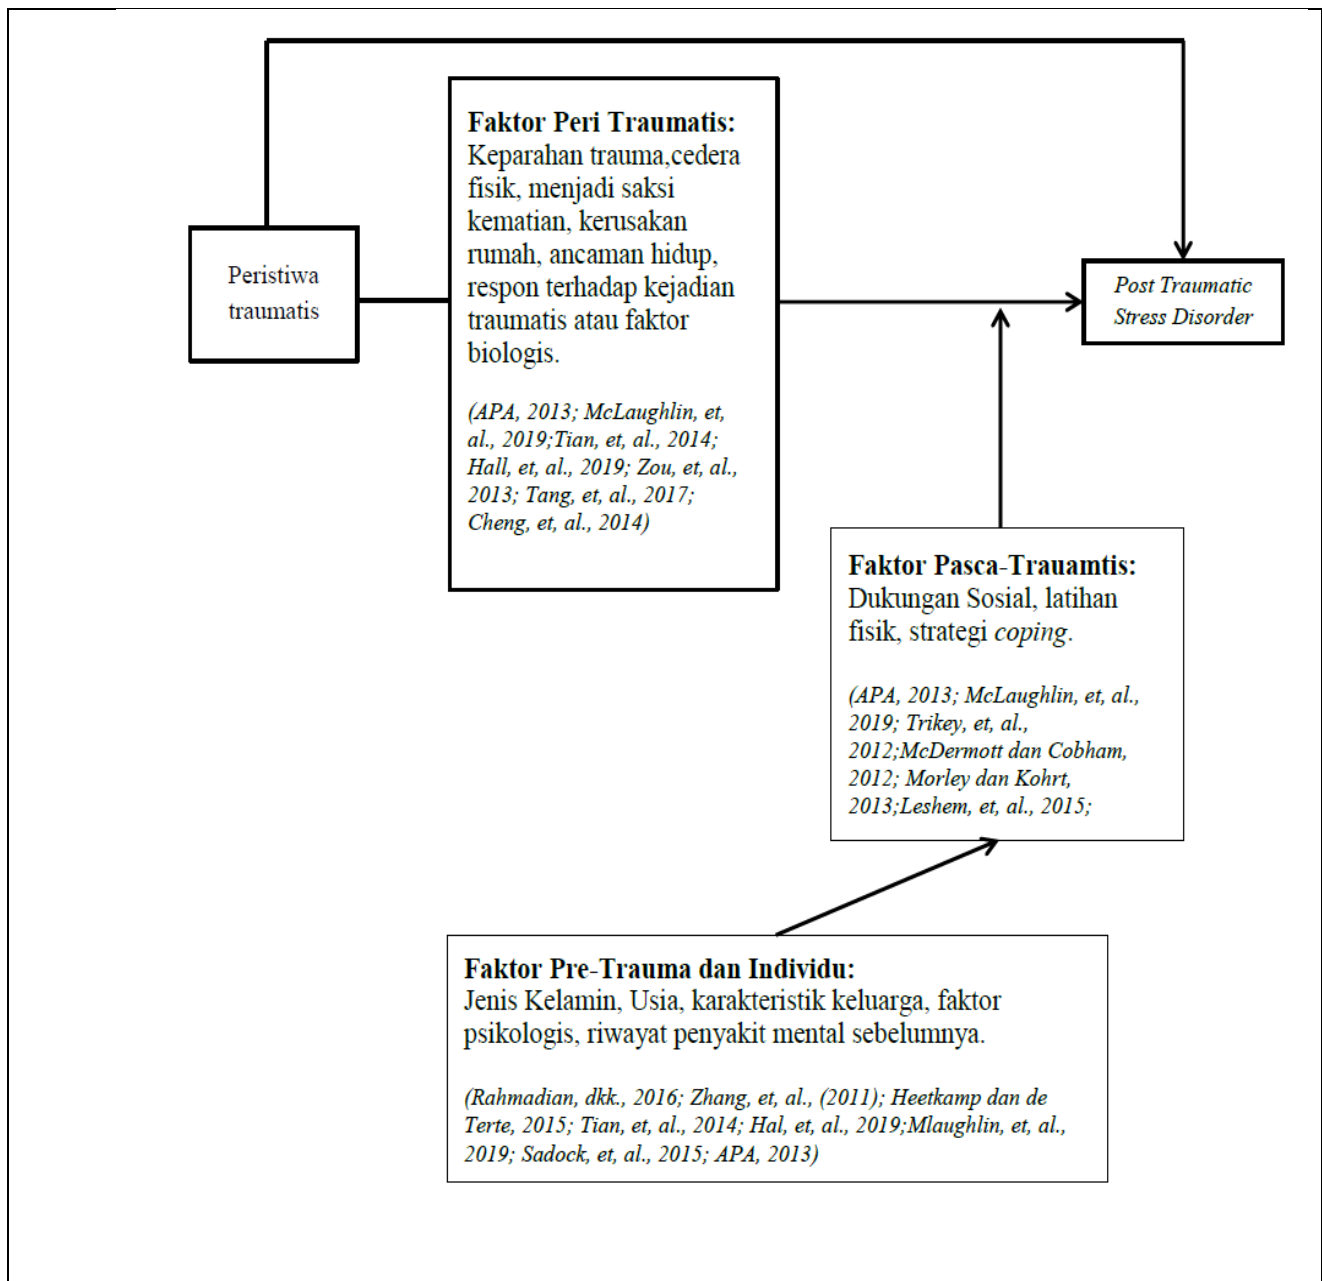 Faktor Peri Traumatis:
Keparahan trauma,cedera
fisik, menjadi saksi
kematian, kerusakan
rumah, ancaman hidup,
respon terhadap kejadian
traumatis atau faktor
biologis.
(APA, 2013; McLaughlin, et,
al., 2019;Tian, et, al., 2014;
Hall, et, al., 2019; Zou, et, al.,
2013; Tang, et, al., 2017;
Cheng, et, al., 2014)
Peristiwa
traumatis
Post Traumatic
Stress Disorder
Faktor Pasca-Trauamtis:
Dukungan Sosial, latihan
fisik, strategi coping.
(APA, 2013; McLaughlin, et, al.,
2019; Trikey, et, al.,
2012;McDermott dan Cobham,
2012; Morley dan Kohrt,
2013;Leshem, et, al., 2015;
Faktor Pre-Trauma dan Individu:
Jenis Kelamin, Usia, karakteristik keluarga, faktor
psikologis, riwayat penyakit mental sebelumnya.
(Rahmadian, dkk., 2016; Zhang, et, al., (2011); Heetkamp dan de
Terte, 2015; Tian, et, al., 2014; Hal, et, al., 2019;Mlaughlin, et, al.,
2019; Sadock, et, al., 2015; APA, 2013)